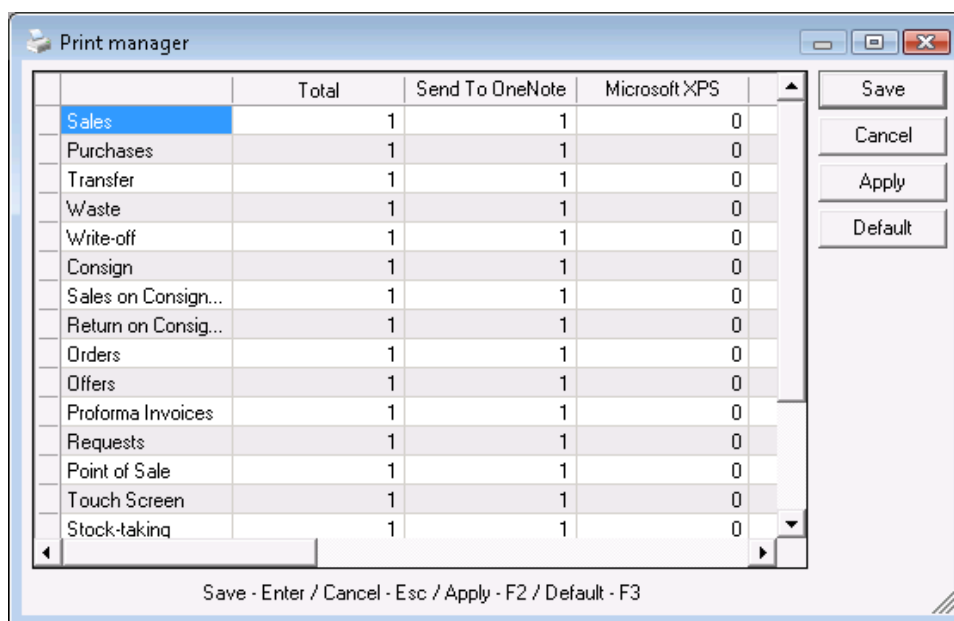 Print manager
Total Send To OneNote Microsoft XPS
Sales 1 1 0
Purchases 1 1 0
Transfer 1 1 0
Waste 1 1 0
Write-off 1 1 0
Consign 1 1 0
Sales on Consign... 1 1 0
Return on Consig... 1 1 0
Orders 1 1 0
Offers 1 1 0
Proforma Invoices 1 1 0
Requests 1 1 0
Point of Sale 1 1 0
Touch Screen 1 1 0
Stock-taking 1 1 0
Save
Cancel
Apply
Default
Save - Enter / Cancel - Esc / Apply - F2 / Default - F3